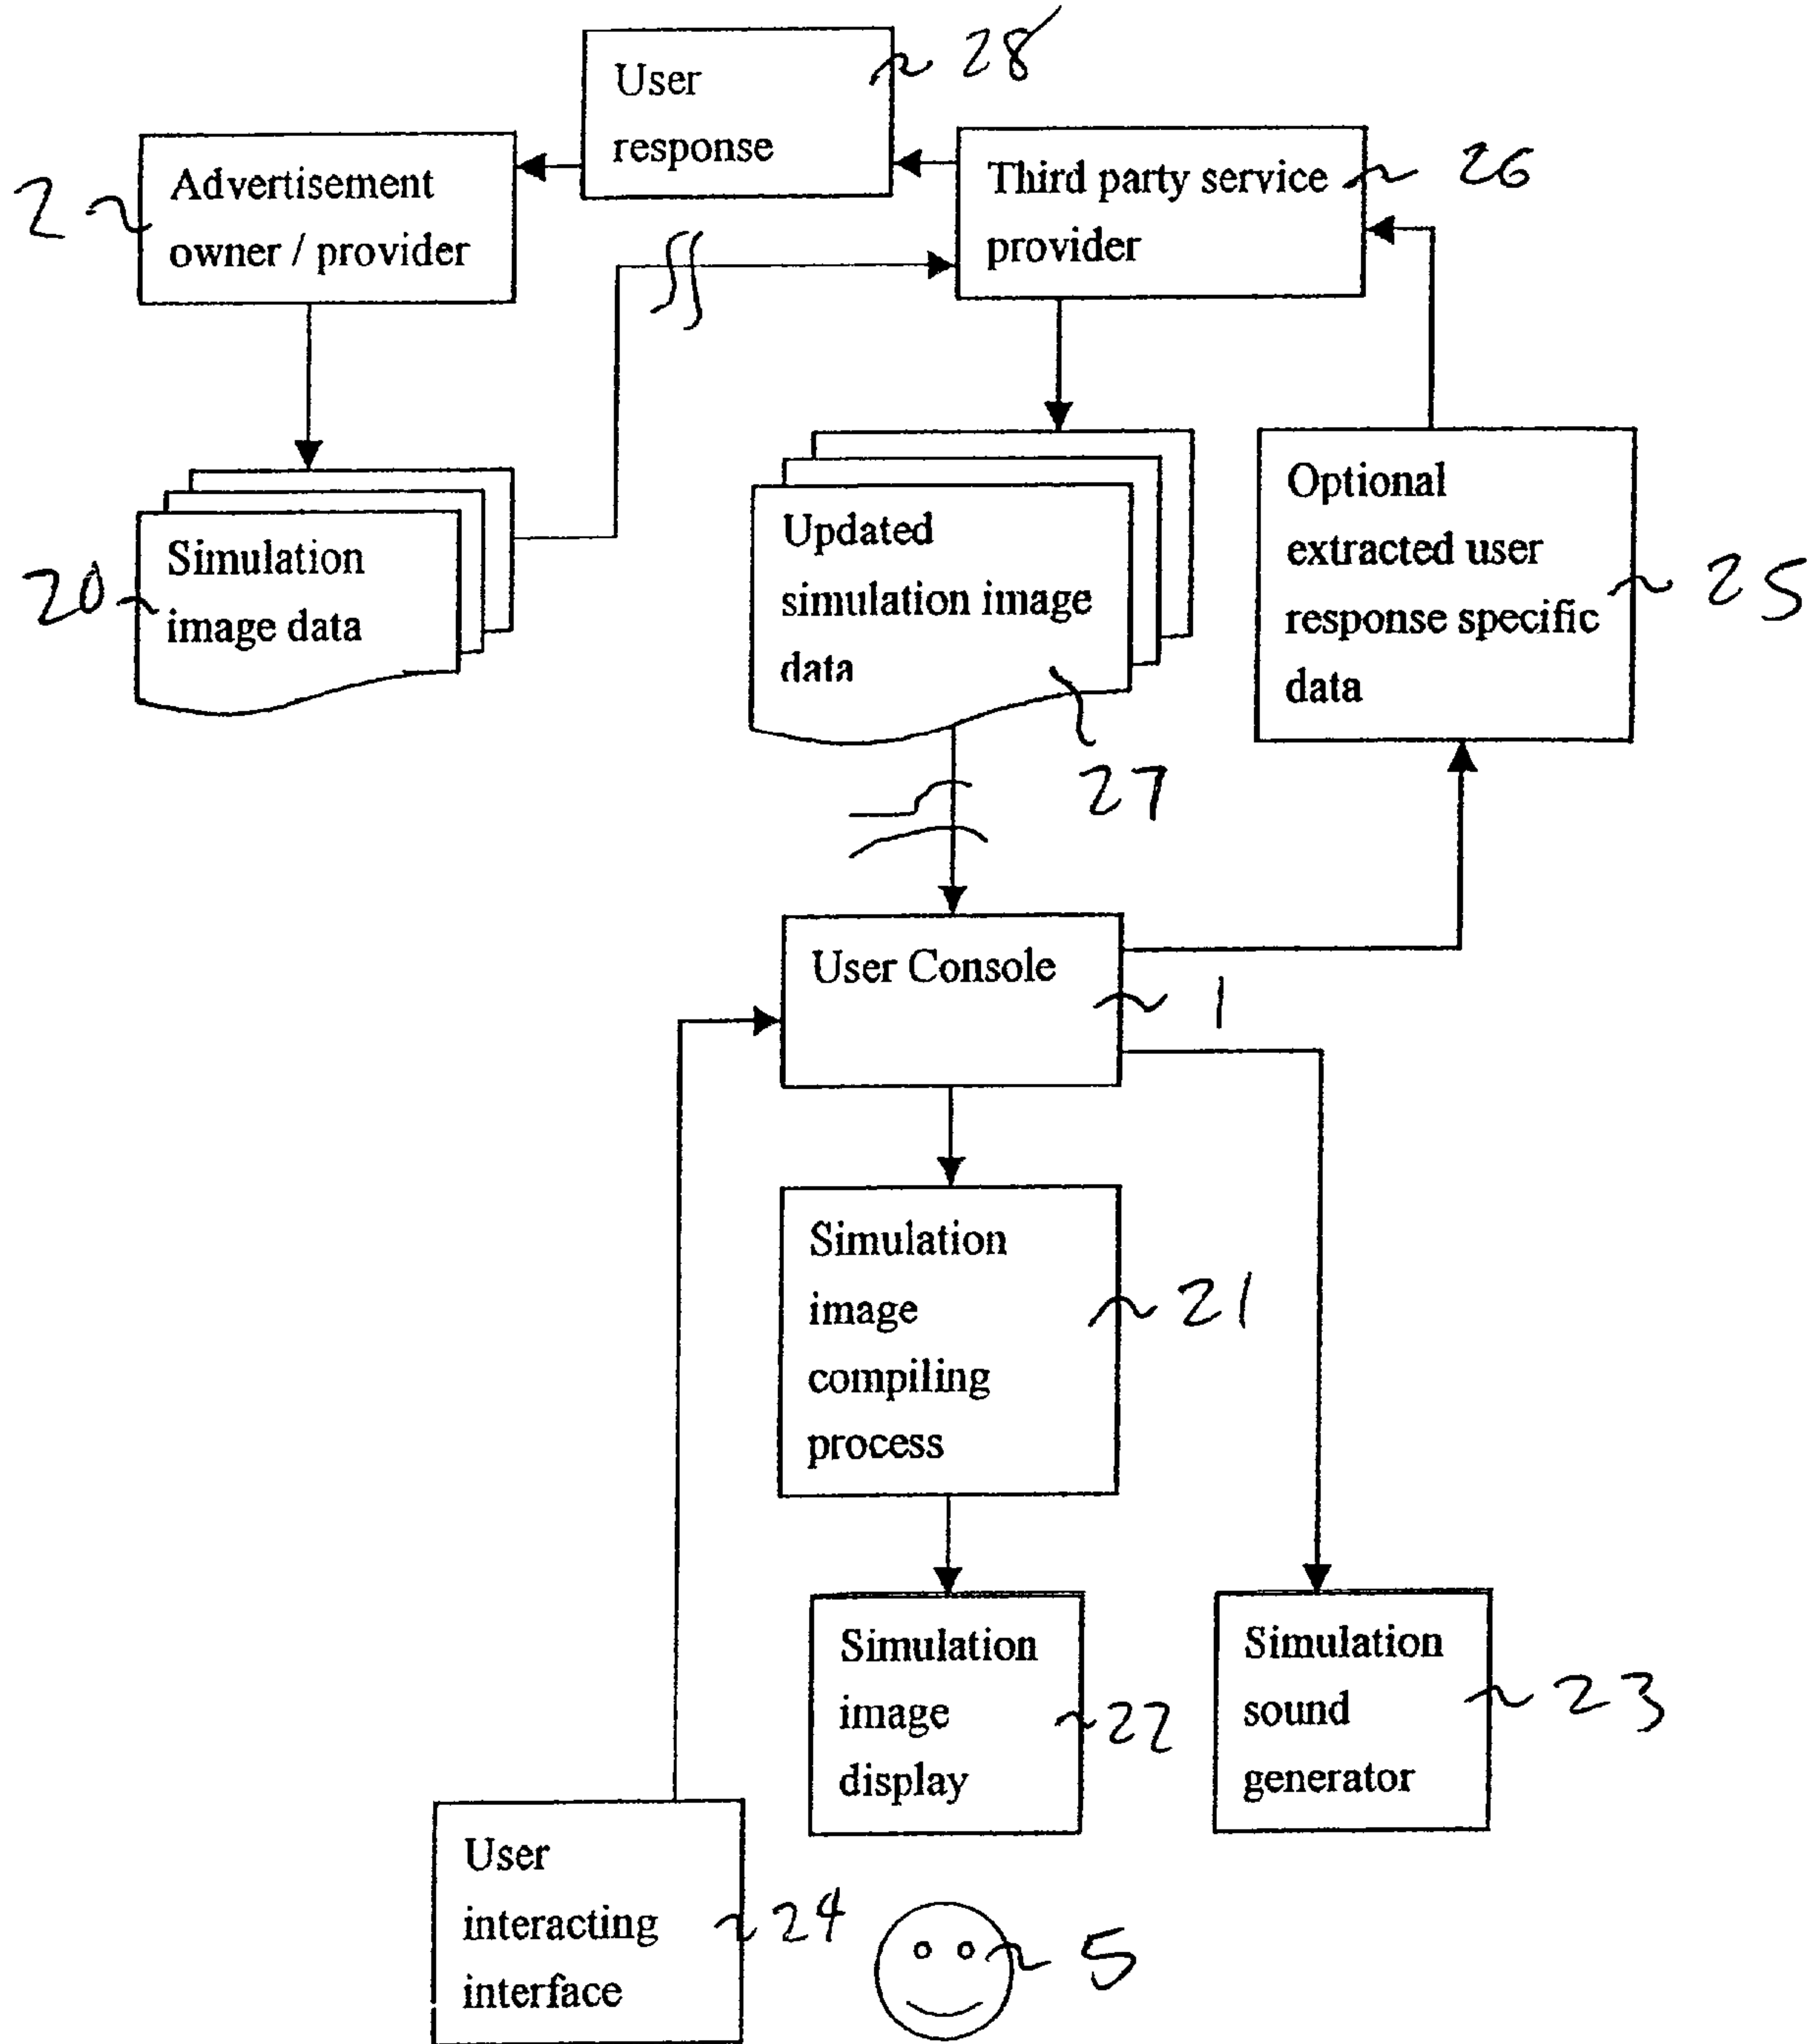 User
response
28
Advertisement
owner / provider
2
Third party service
provider
26
Simulation
image data
20
Updated
simulation image
data
27
Optional
extracted user
response specific
data
25
User Console
1
Simulation
image
compiling
process
21
Simulation
image
display
22
Simulation
sound
generator
23
User
interacting
interface
24
5